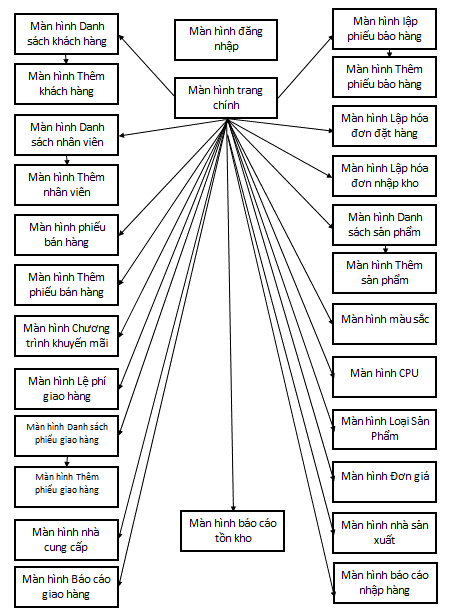 Màn hình Danh
sách khách hàng
Màn hình Thêm
khách hàng
Màn hình Danh
sách nhân viên
Màn hình Thêm
nhân viên
Màn hình phiếu
bán hàng
Màn hình Thêm
phiếu bán hàng
Màn hình Chương
trình khuyến mãi
Màn hình Lệ phí
giao hàng
Màn hình Danh sách
phiếu giao hàng
Màn hình Thêm
phiếu giao hàng
Màn hình nhà
cung cấp
Màn hình Báo cáo
giao hàng
Màn hình đăng
nhập
Màn hình trang
chính
Màn hình báo cáo
tồn kho
Màn hình lập
phiếu bảo hàng
Màn hình Thêm
phiếu bảo hàng
Màn hình Lập hóa
đơn đặt hàng
Màn hình Lập hóa
đơn nhập kho
Màn hình Danh
sách sản phẩm
Màn hình Thêm
sản phẩm
Màn hình màu sắc
Màn hình CPU
Màn hình Loại Sản
Phẩm
Màn hình Đơn giá
Màn hình nhà sản
xuất
Màn hình báo cáo
nhập hàng